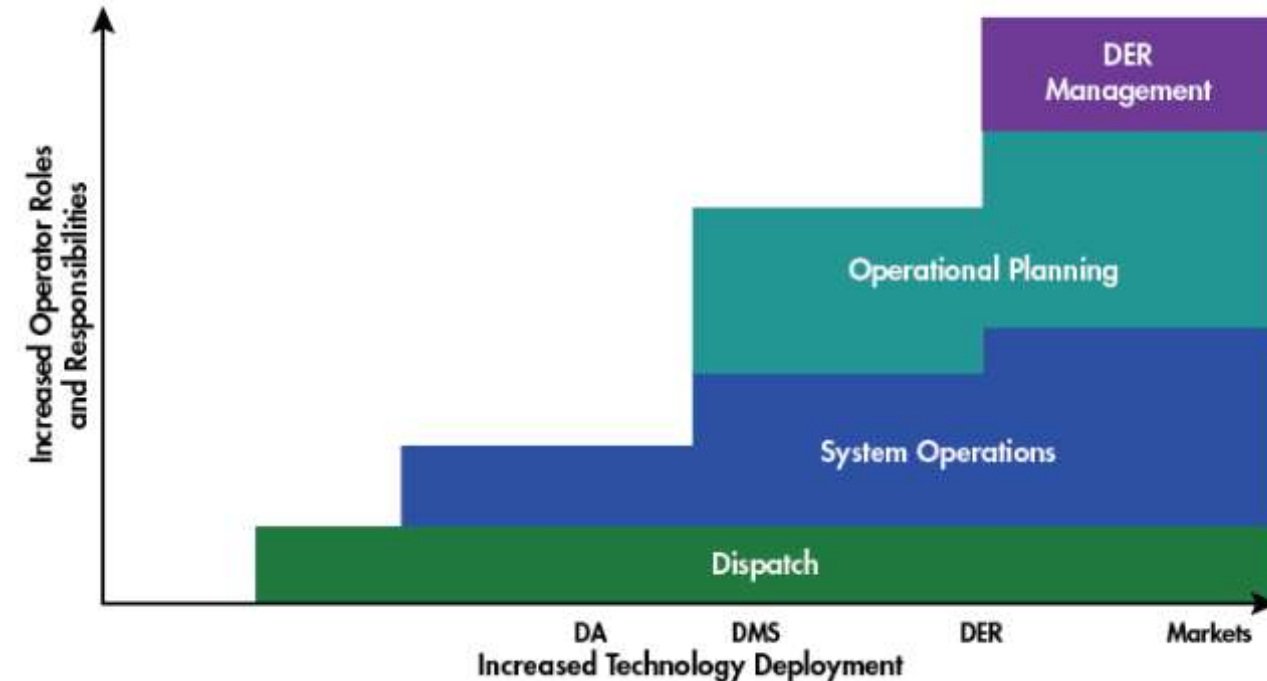 DER
Management
Increased Operator Roles
and Responsibilities
Operational Planning
System Operations
Dispatch
DA DMS DER Markets
Increased Technology Deployment